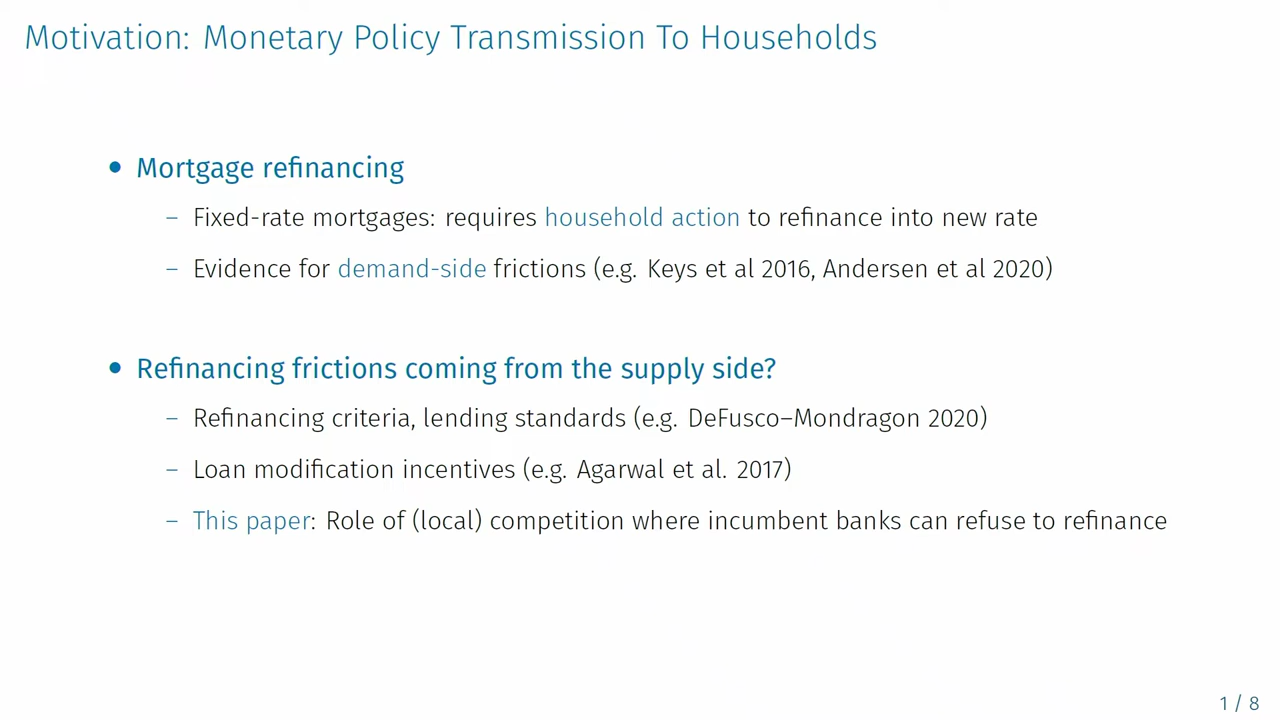 Motivation: Monetary Policy Transmission To Households
• Mortgage refinancing
– Fixed-rate mortgages: requires household action to refinance into new rate
– Evidence for demand-side frictions (e.g. Keys et al 2016, Andersen et al 2020)
• Refinancing frictions coming from the supply side?
– Refinancing criteria, lending standards (e.g. DeFusco–Mondragon 2020)
– Loan modification incentives (e.g. Agarwal et al. 2017)
– This paper: Role of (local) competition where incumbent banks can refuse to refinance
1 / 8